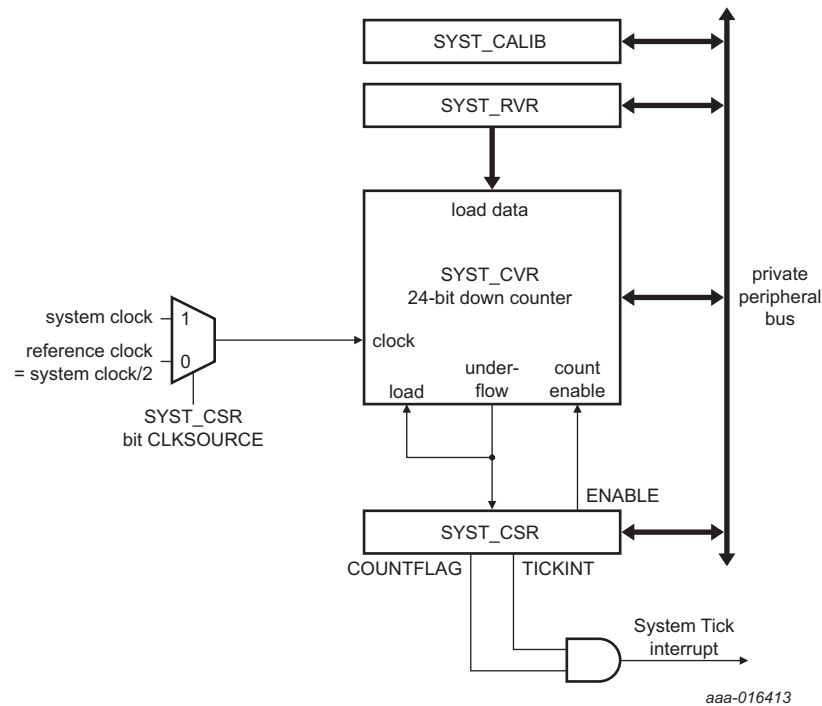 SYST_CALIB
SYST_RVR
load data
SYST_CVR
24-bit down counter
private
peripheral
bus
system clock
1
reference clock
= system clock/2
0
clock
SYST_CSR
bit CLKSOURCE
load
under-
flow
count
enable
ENABLE
SYST_CSR
COUNTFLAG
TICKINT
System Tick
interrupt
aaa-016413